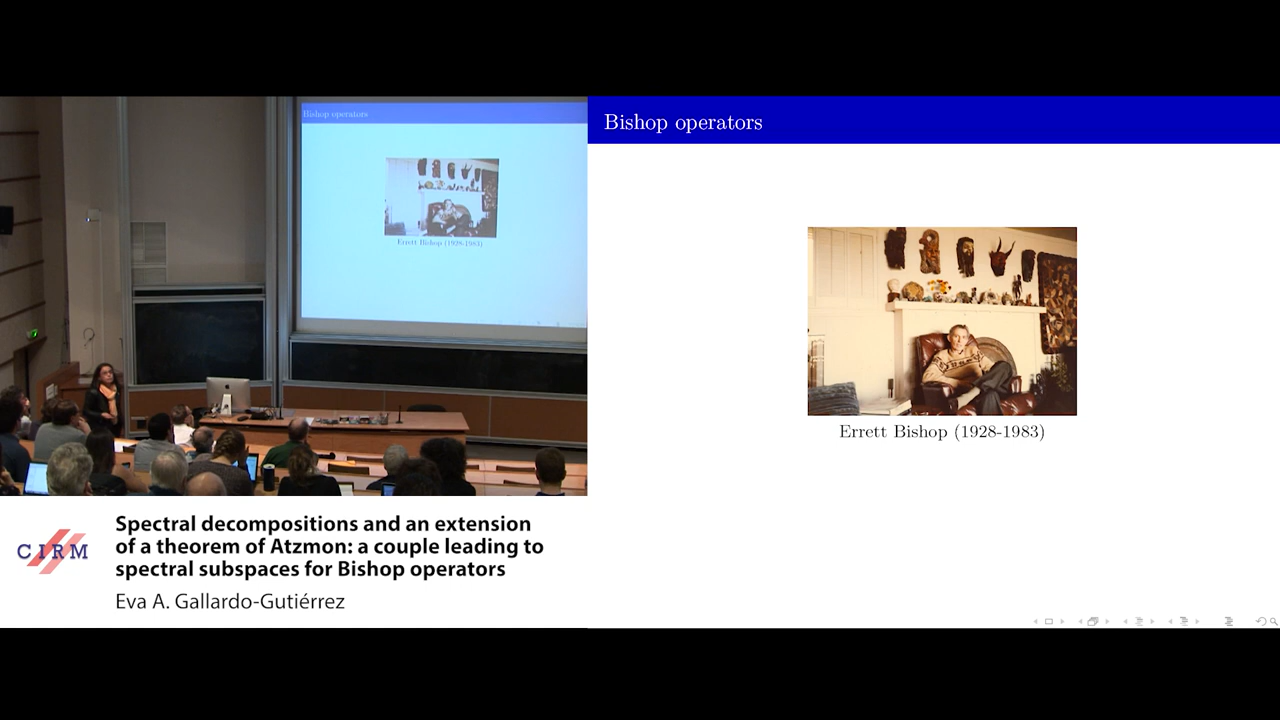 Bishop operators
Errett Bishop (1928-1983)
Bishop operators
Errett Bishop (1928-1983)
CIRM
Spectral decompositions and an extension
of a theorem of Atzmon: a couple leading to
spectral subspaces for Bishop operators
Eva A. Gallardo-Gutiérrez